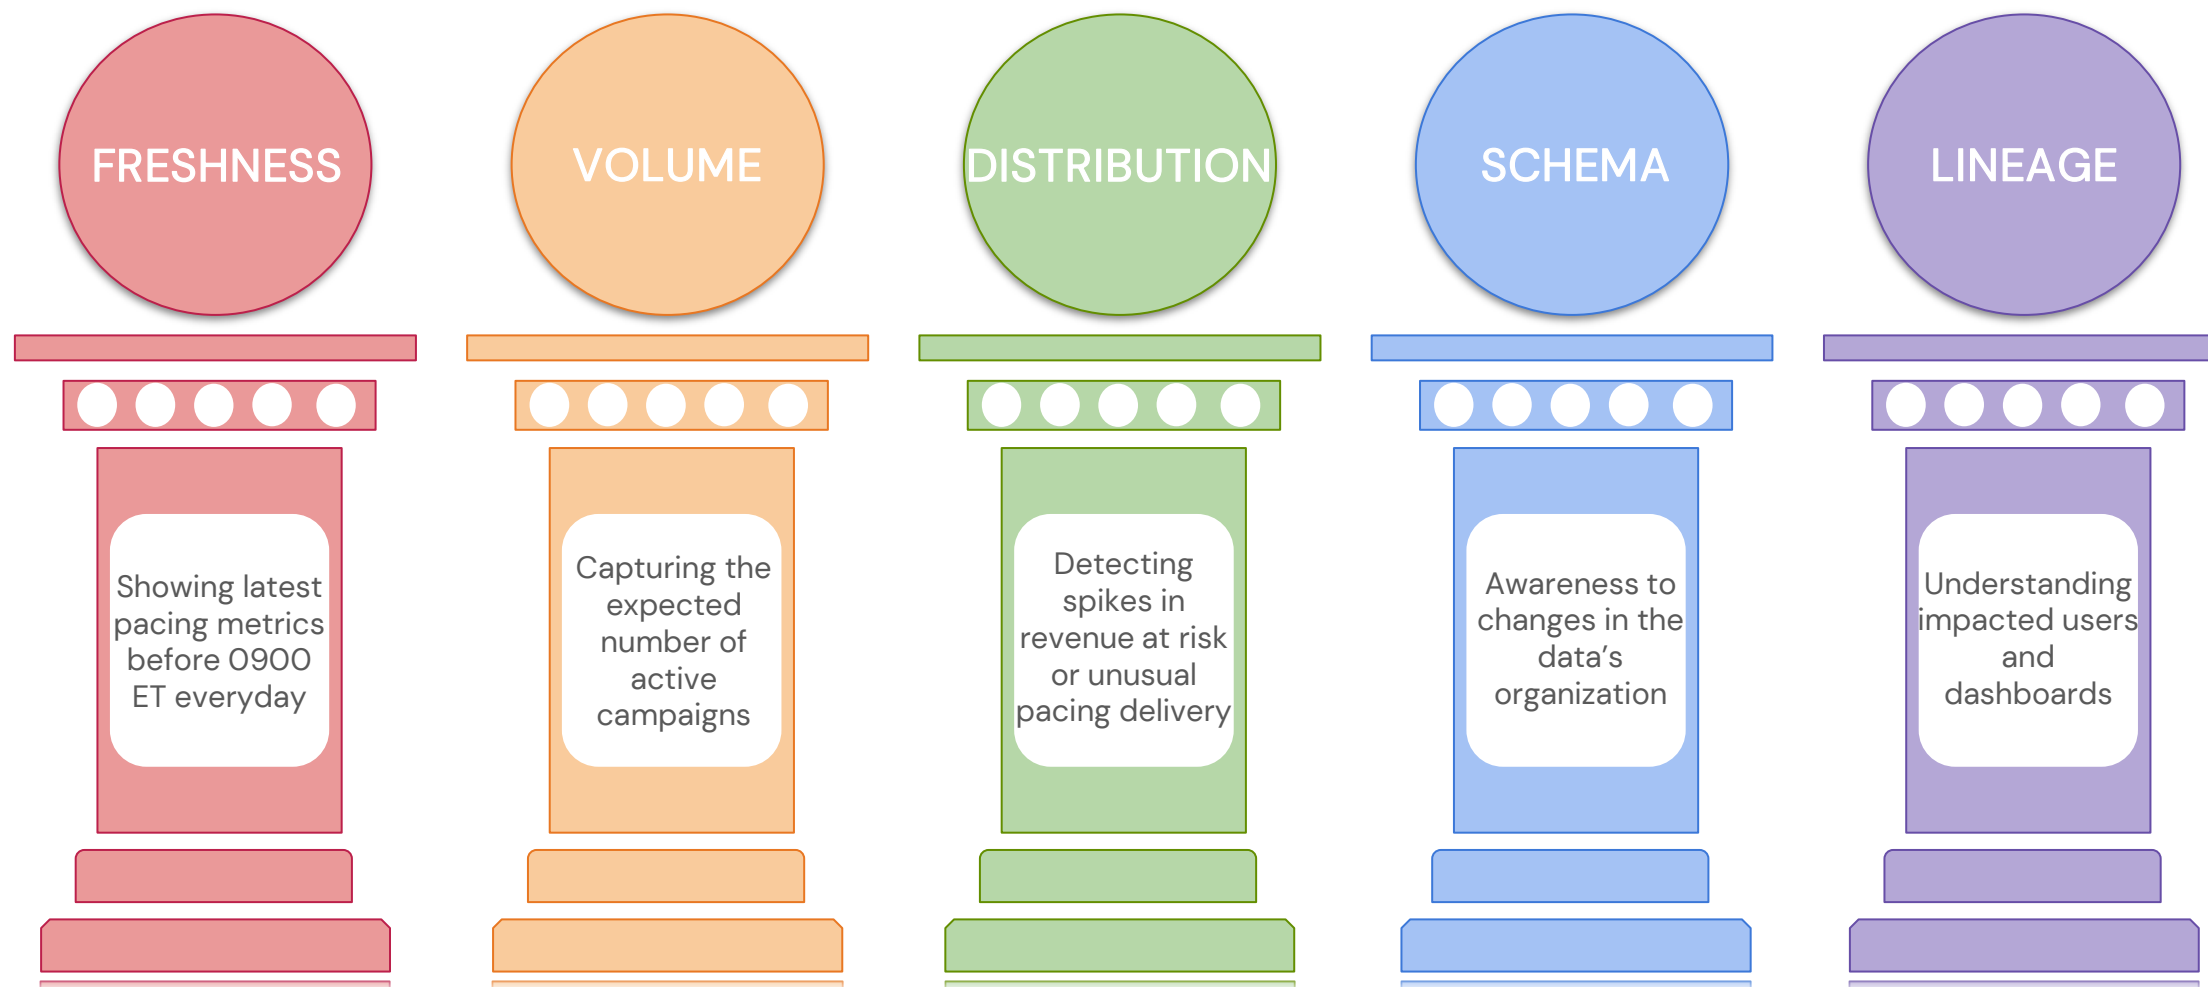 FRESHNESS
VOLUME
DISTRIBUTION
SCHEMA
LINEAGE
Showing latest
pacing metrics
before 0900
ET everyday
Capturing the
expected
number of
active
campaigns
Detecting
spikes in
revenue at risk
or unusual
pacing delivery
Awareness to
changes in the
data’s
organization
Understanding
impacted users
and
dashboards